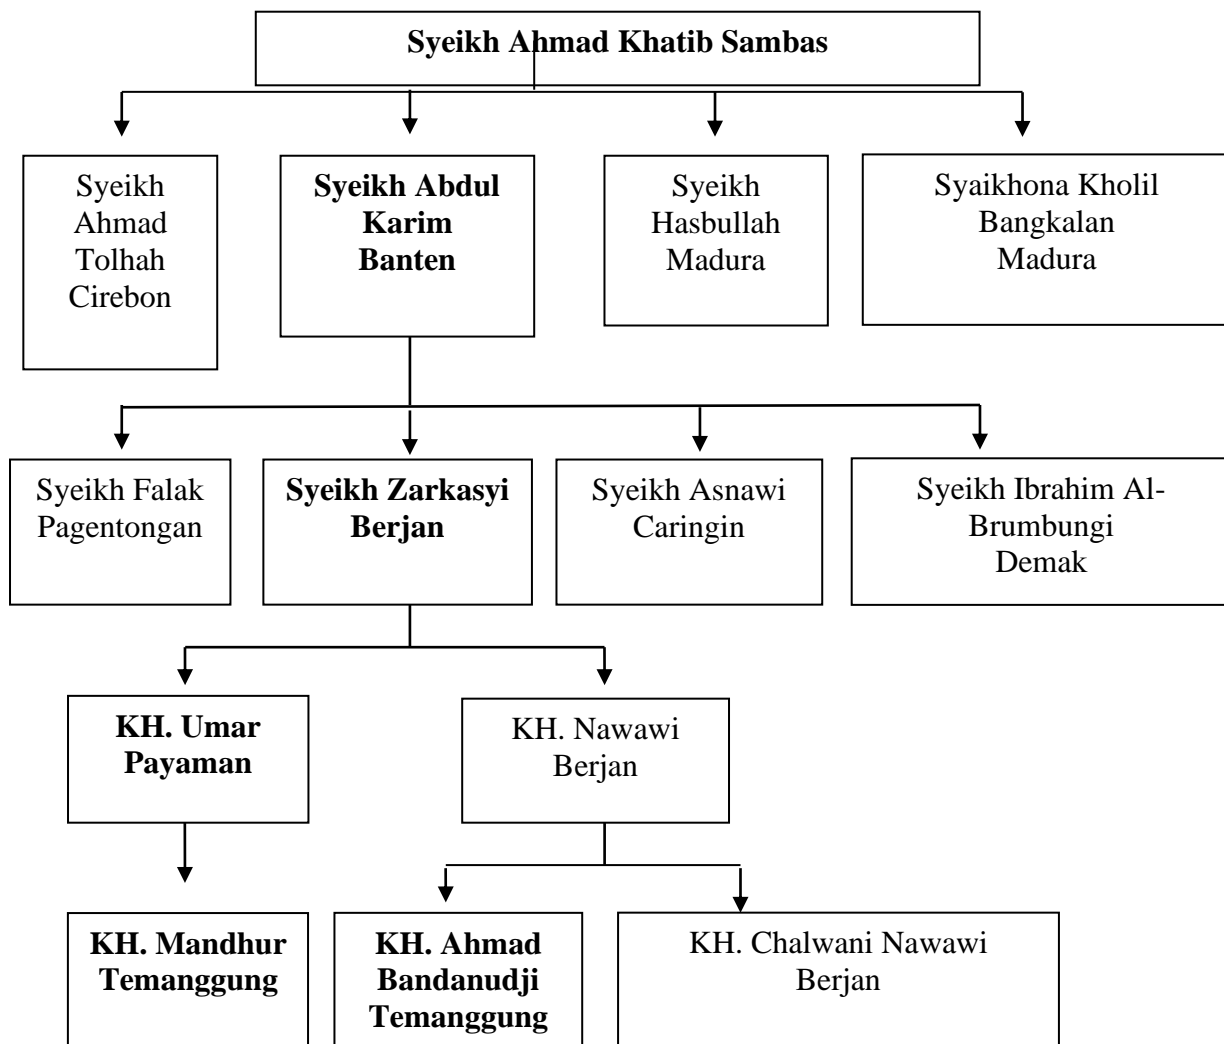 Syeikh Ahmad Khatib Sambas
Syeikh
Ahmad
Tolhah
Cirebon
Syeikh Abdul
Karim
Banten
Syeikh
Hasbullah
Madura
Syaikhona Kholil
Bangkalan
Madura
Syeikh Falak
Pagentongan
Syeikh Zarkasyi
Berjan
Syeikh Asnawi
Caringin
Syeikh Ibrahim Al-
Brumbungi
Demak
KH. Umar
Payaman
KH. Nawawi
Berjan
KH. Mandhur
Temanggung
KH. Ahmad
Bandanudji
Temanggung
KH. Chalwani Nawawi
Berjan